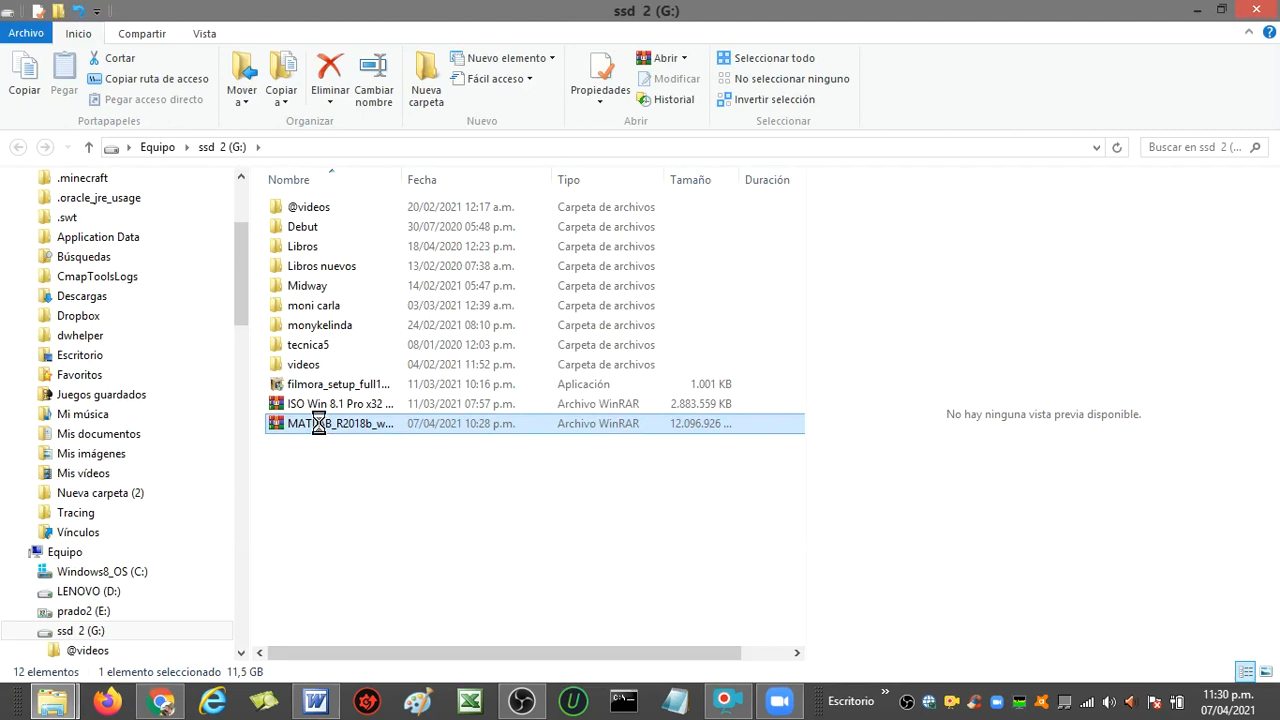 ssd  2 (G:)
Archivo
Inicio
Compartir
Vista
Copiar
Pegar
Cortar
Copiar ruta de acceso
Pegar acceso directo
Portapapeles
Mover a
Copiar a
Eliminar
Cambiar nombre
Organizar
Nueva carpeta
Nuevo elemento
Fácil acceso
Nuevo
Propiedades
Abrir
Modificar
Historial
Abrir
Seleccionar todo
No seleccionar ninguno
Invertir selección
Seleccionar
Equipo
ssd  2 (G:)
Buscar en ssd  2 (...
.minecraft
.oracle_jre_usage
.swt
Application Data
Búsquedas
CmapToolsLogs
Descargas
Dropbox
dwhelper
Escritorio
Favoritos
Juegos guardados
Mi música
Mis documentos
Mis imágenes
Mis vídeos
Nueva carpeta (2)
Tracing
Vínculos
Equipo
Windows8_OS (C:)
LENOVO (D:)
prado2 (E:)
ssd  2 (G:)
@videos
Nombre Fecha Tipo Tamaño Duración
@videos 20/02/2021 12:17 a.m. Carpeta de archivos
Debut 30/07/2020 05:48 p.m. Carpeta de archivos
Libros 18/04/2020 12:23 p.m. Carpeta de archivos
Libros nuevos 13/02/2020 07:38 a.m. Carpeta de archivos
Midway 14/02/2021 05:47 p.m. Carpeta de archivos
moni carla 03/03/2021 12:39 a.m. Carpeta de archivos
monykelinda 24/02/2021 08:10 p.m. Carpeta de archivos
tecnica5 08/01/2020 12:03 p.m. Carpeta de archivos
videos 04/02/2021 11:52 p.m. Carpeta de archivos
filmora_setup_full1... 11/03/2021 10:16 p.m. Aplicación 1.001 KB
ISO Win 8.1 Pro x32 ... 11/03/2021 07:57 p.m. Archivo WinRAR 2.883.559 KB
MATLAB_R2018b_w... 07/04/2021 10:28 p.m. Archivo WinRAR 12.096.926 ...
No hay ninguna vista previa disponible.
12 elementos
1 elemento seleccionado  11,5 GB
Escritorio
11:30 p.m.
07/04/2021